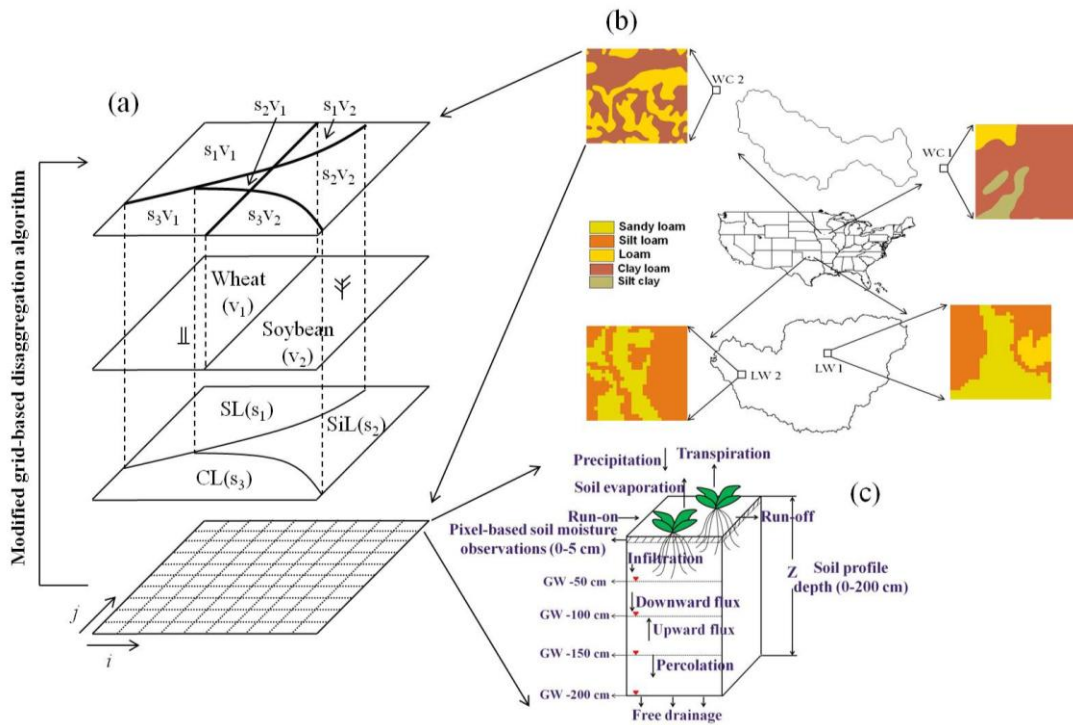 Modified grid-based disaggregation algorithm
(a)
s₂v₁
s₁v₂
s₁v₁
s₂v₂
s₃v₁
s₃v₂
Wheat
(v₁)
Soybean
(v₂)
SL(s₁)
SiL(s₂)
CL(s₃)
j
i
(b)
WC 2
WC 1
Sandy loam
Silt loam
Loam
Clay loam
Silt clay
LW 2
LW 1
(c)
Precipitation
Transpiration
Soil evaporation
Run-on
Run-off
Pixel-based soil moisture
observations (0-5 cm)
Infiltration
GW -50 cm
Z
Soil profile
depth (0-200 cm)
Downward flux
GW -100 cm
Upward flux
GW -150 cm
Percolation
GW -200 cm
Free drainage